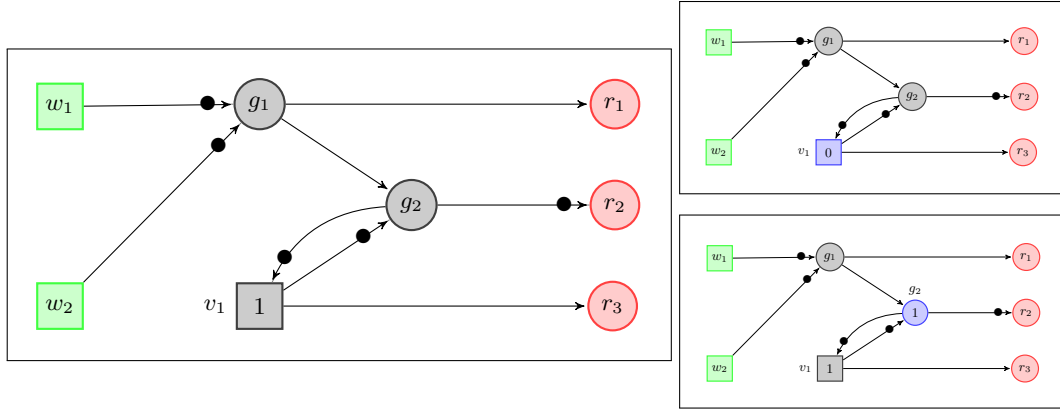 w₁ g₁ r₁
g₂ r₂
w₂ v₁ 1 r₃
w₁ g₁ r₁
g₂ r₂
w₂ v₁ 0 r₃
w₁ g₁ r₁
g₂
1 r₂
w₂ v₁ 1 r₃